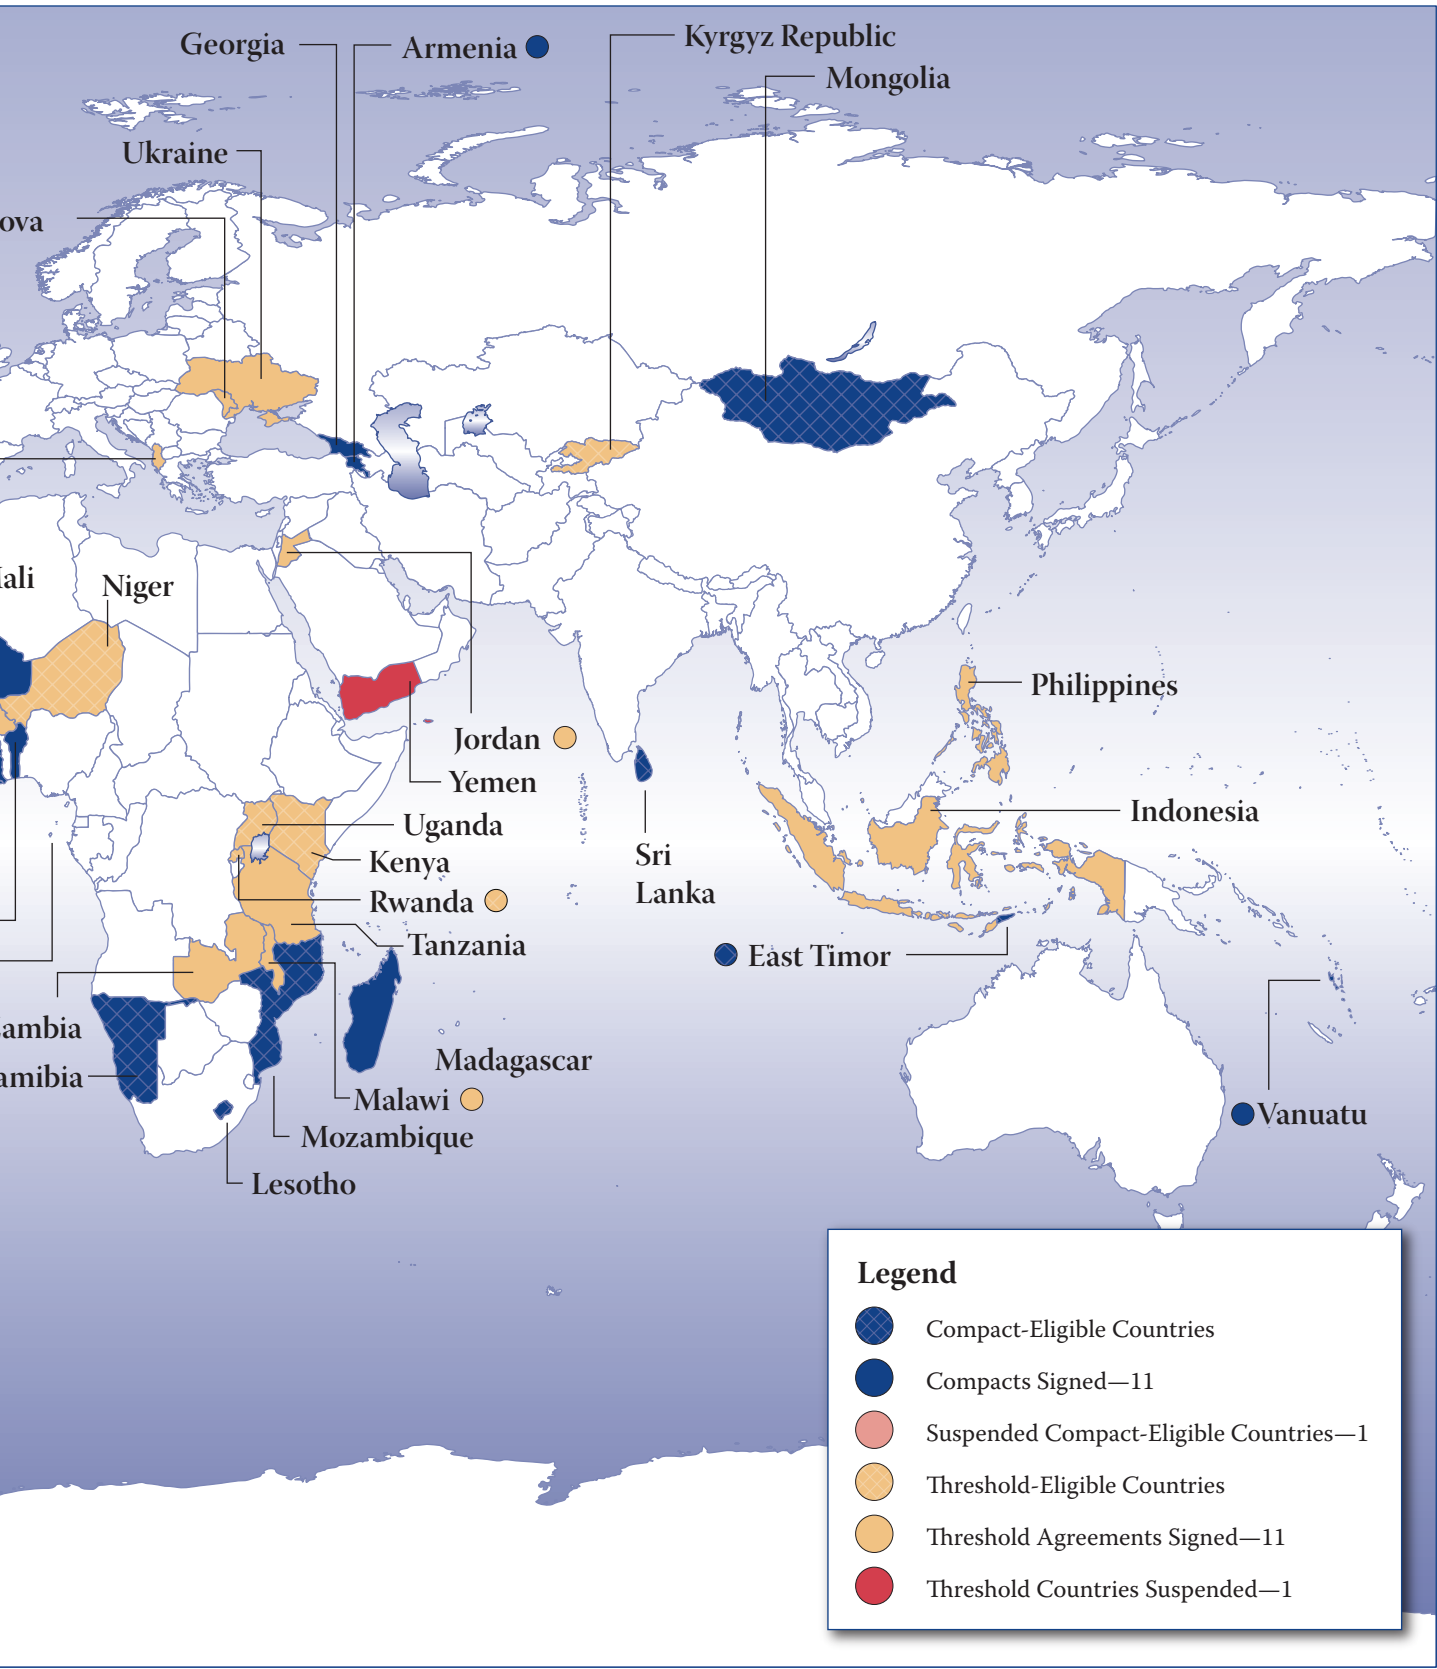 Georgia
Armenia
Kyrgyz Republic
Mongolia
Ukraine
ova
ali
Niger
Philippines
Jordan
Yemen
Indonesia
Uganda
Kenya
Sri
Lanka
Rwanda
Tanzania
East Timor
ambia
Madagascar
amibia
Malawi
Vanuatu
Mozambique
Lesotho
Legend
Compact-Eligible Countries
Compacts Signed—11
Suspended Compact-Eligible Countries—1
Threshold-Eligible Countries
Threshold Agreements Signed—11
Threshold Countries Suspended—1